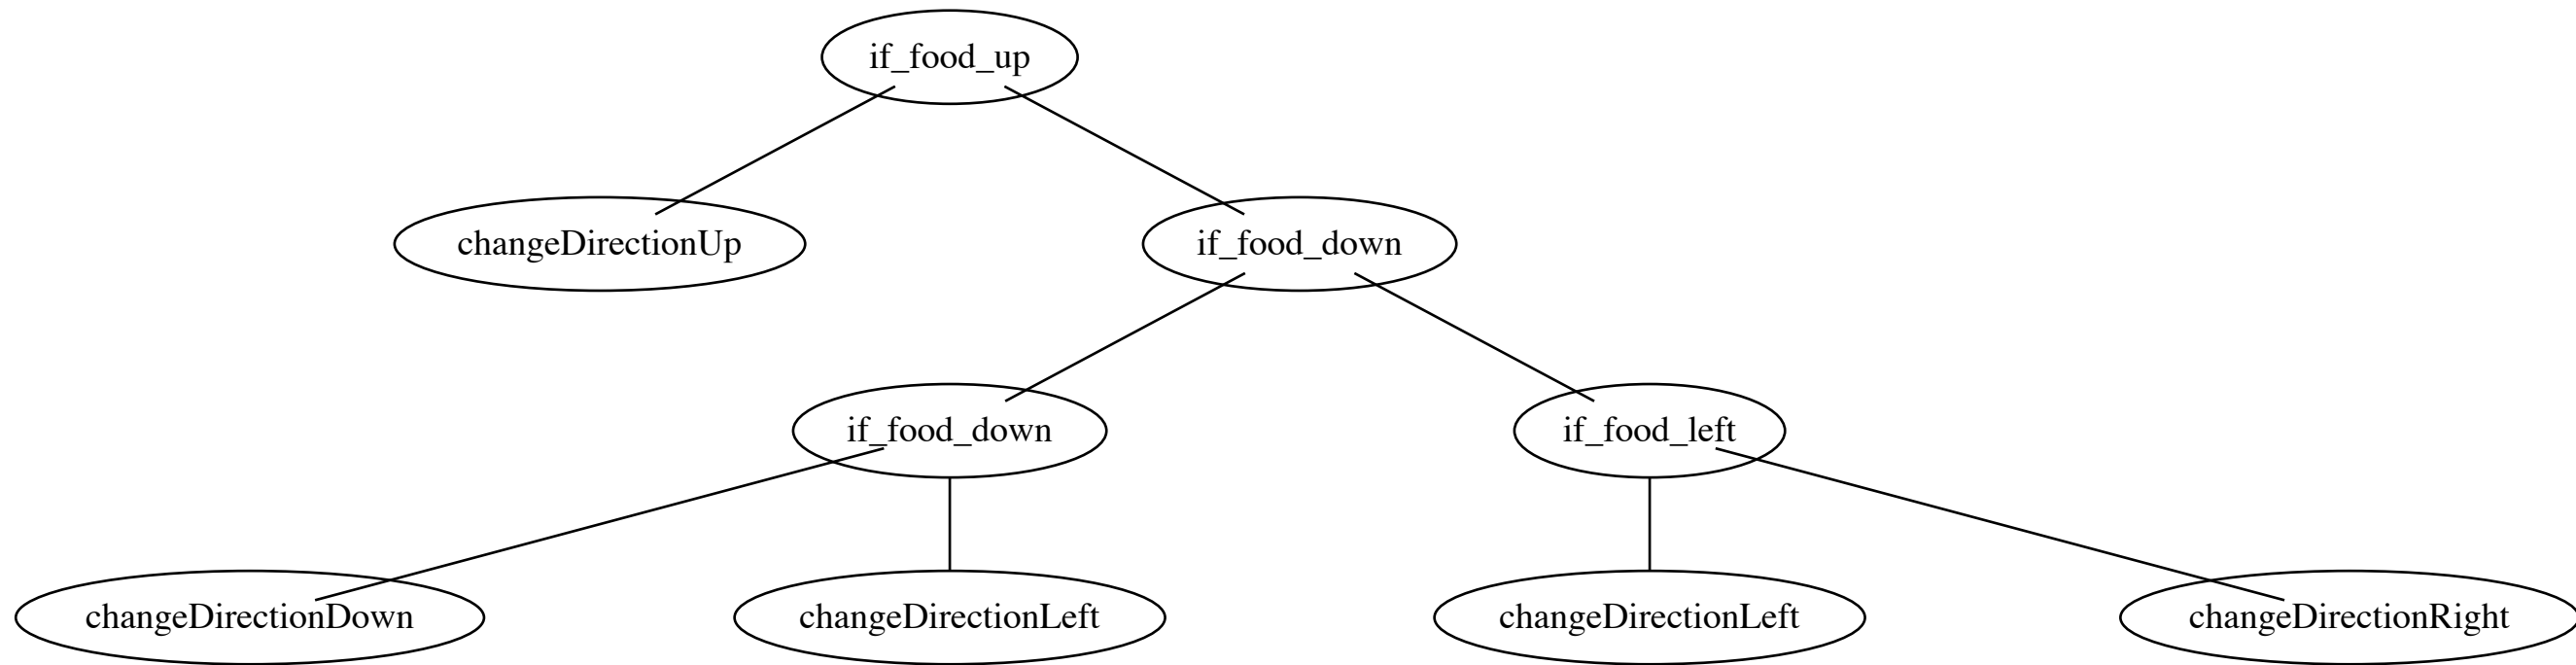 if_food_up
changeDirectionUp
if_food_down
if_food_down
if_food_left
changeDirectionDown
changeDirectionLeft
changeDirectionLeft
changeDirectionRight